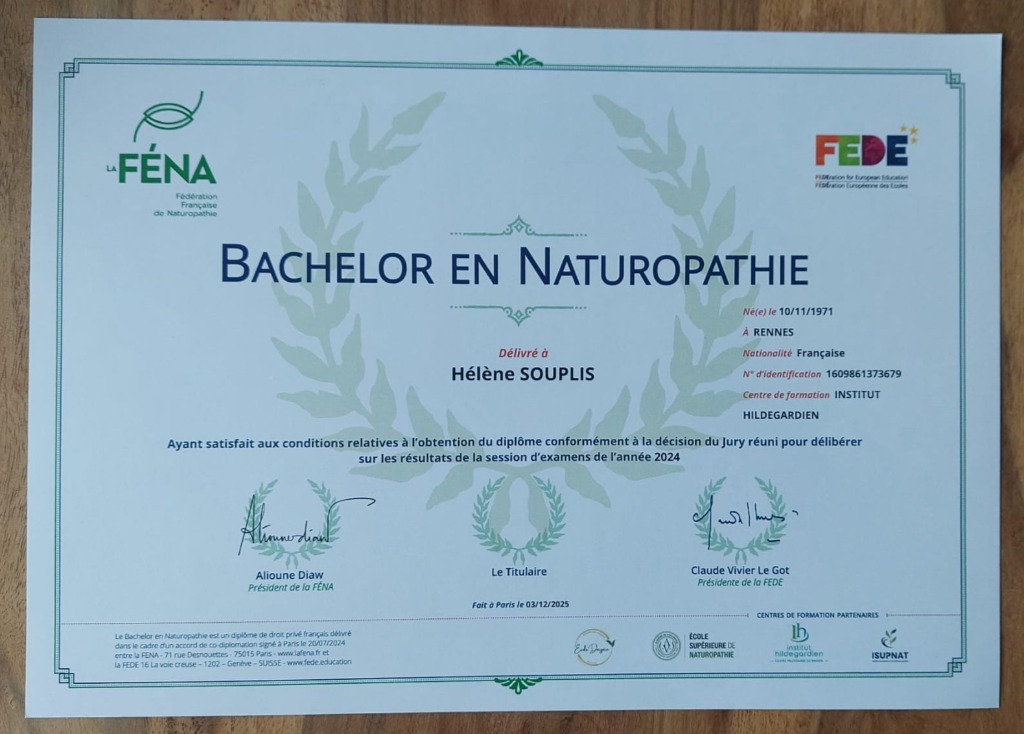 LA FÉNA
Fédération
Française
de Naturopathie
FEDE
FEDEration for European Education
FEDEration Européenne des Ecoles
BACHELOR EN NATUROPATHIE
Délivré à
Hélène SOUPLIS
Né(e) le 10/11/1971
À RENNES
Nationalité Française
N° d'identification 1609861373679
Centre de formation INSTITUT
HILDEGARDIEN
Ayant satisfait aux conditions relatives à l'obtention du diplôme conformément à la décision du Jury réuni pour délibérer
sur les résultats de la session d'examens de l'année 2024
Aliounediaw
Alioune Diaw
Président de la FÉNA
Le Titulaire
Claude Vivier Le Got
Présidente de la FEDE
Fait à Paris le 03/12/2025
CENTRES DE FORMATION PARTENAIRES
Le Bachelor en Naturopathie est un diplôme de droit privé français délivré
dans le cadre d'un accord de co-diplomation signé à Paris le 20/07/2024
entre la FENA - 71 rue Desnouettes - 75015 Paris - www.lafena.fr et
la FEDE 16 La voie creuse – 1202 – Genève – SUISSE - www.fede.education
ÉCOLE
SUPÉRIEURE DE
NATUROPATHIE
institut
hildegardien
ISUPNAT